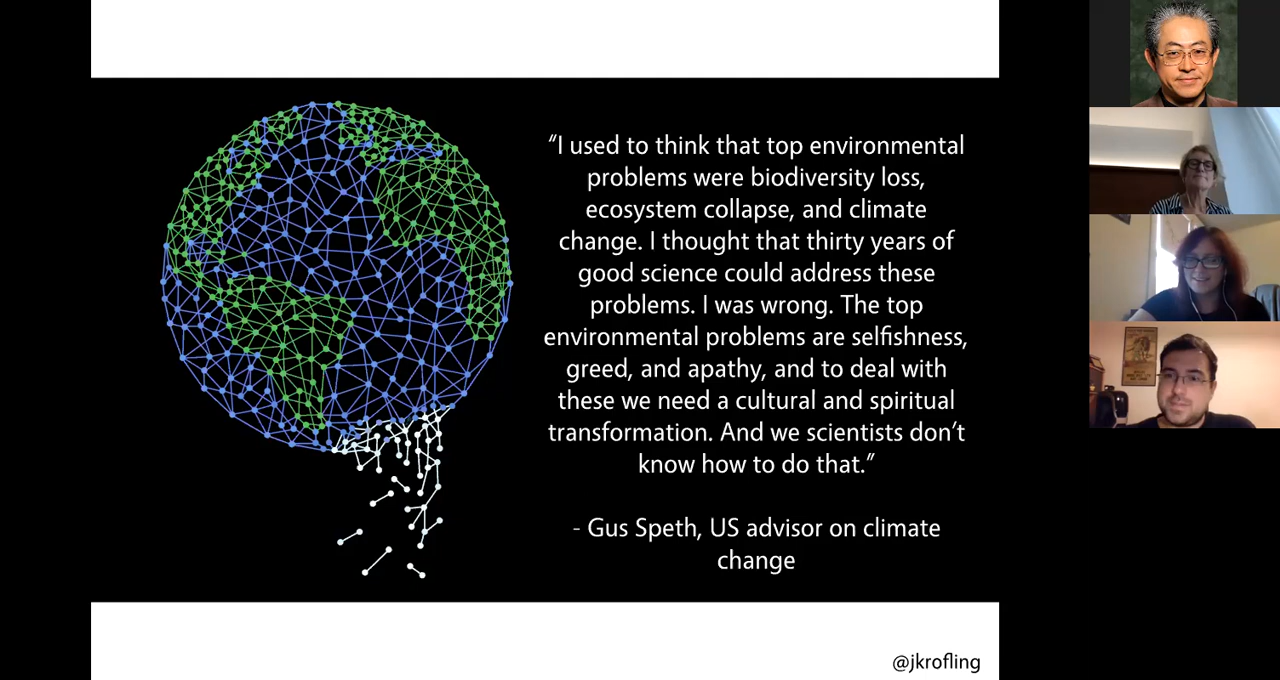 “I used to think that top environmental
problems were biodiversity loss,
ecosystem collapse, and climate
change. I thought that thirty years of
good science could address these
problems. I was wrong. The top
environmental problems are selfishness,
greed, and apathy, and to deal with
these we need a cultural and spiritual
transformation. And we scientists don’t
know how to do that.”
- Gus Speth, US advisor on climate
change
@jkrofling